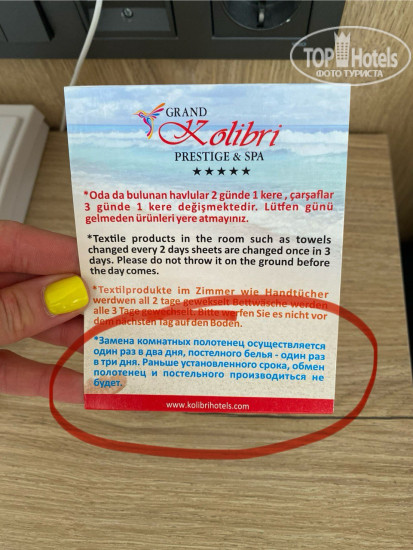 TOPHotels
ФОТО ТУРИСТА
GRAND
Kolibri
PRESTIGE & SPA
*Oda da bulunan havlular 2 günde 1 kere , çarşaflar
3 günde 1 kere değişmektedir. Lütfen günü
gelmeden ürünleri yere atmayınız.
*Textile products in the room such as towels
changed every 2 days sheets are changed once in 3
days. Please do not throw it on the ground before
the day comes.
*Textilprodukte im Zimmer wie Handtücher
werdwen all 2 tage gewekselt Bettwäsche werden
alle 3 Tage gewechselt. Bitte werfen Sie es nicht vor
dem nächsten Tag auf den Boden.
*Замена комнатных полотенец осуществляется
один раз в два дня, постелного белья - один раз
в три дня. Раньше установленного срока, обмен
полотенец и постельного производиться не
будет.
www.kolibrihotels.com